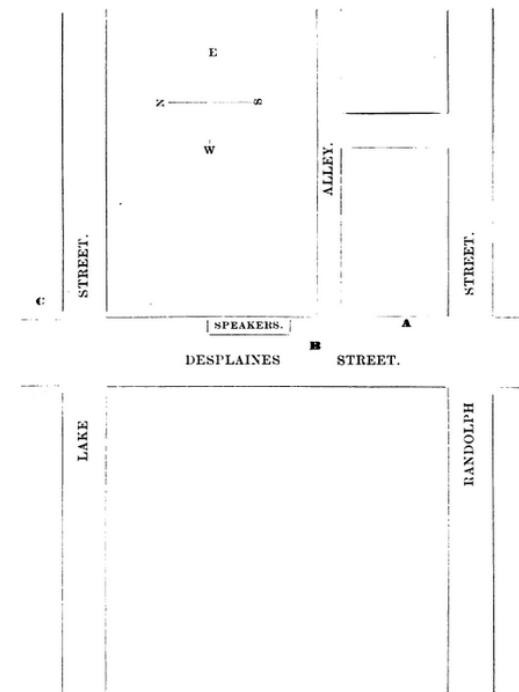 E
N S
W
ALLEY.
STREET.
STREET.
C
SPEAKERS.
A
B
DESPLAINES STREET.
LAKE
RANDOLPH